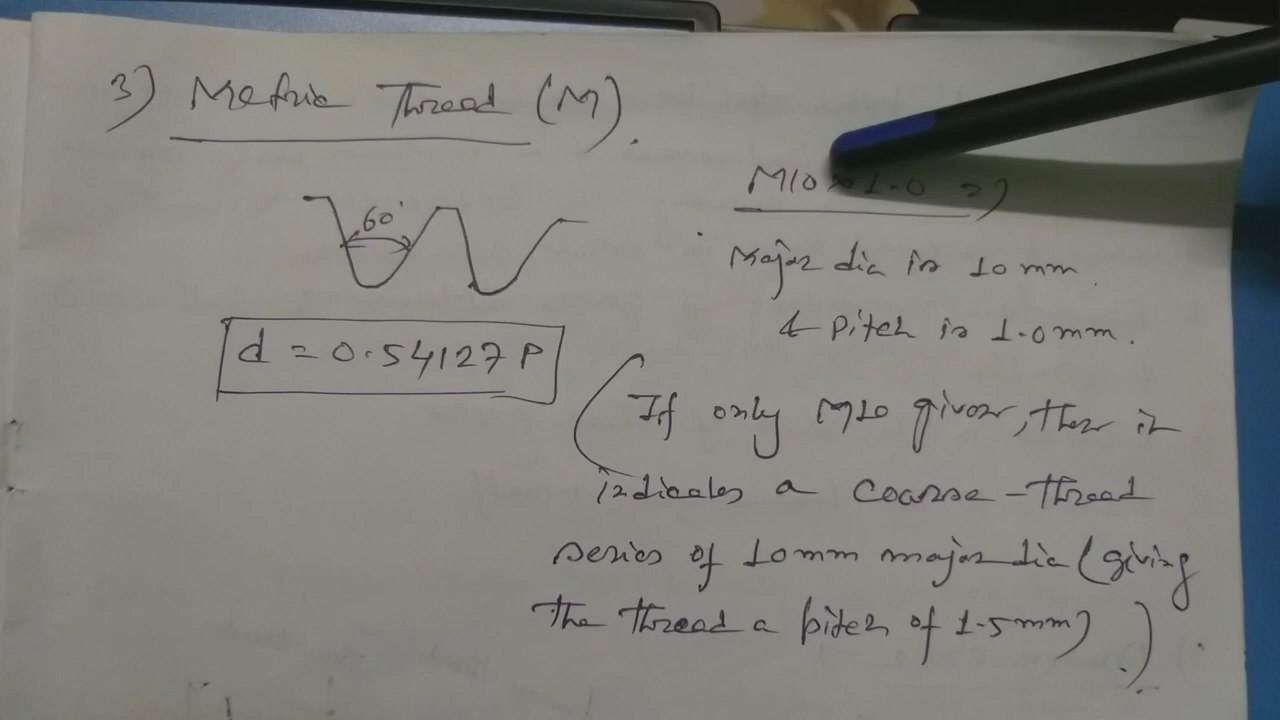 3) Metric Thread (M).
60°
d = 0.54127 P
M10 × 1.0 =)
Major dia is 10 mm.
& pitch is 1.0 mm.
(If only M10 given, then it
indicates a coarse-thread
series of 10mm major dia (giving
the thread a pitch of 1.5mm) ).